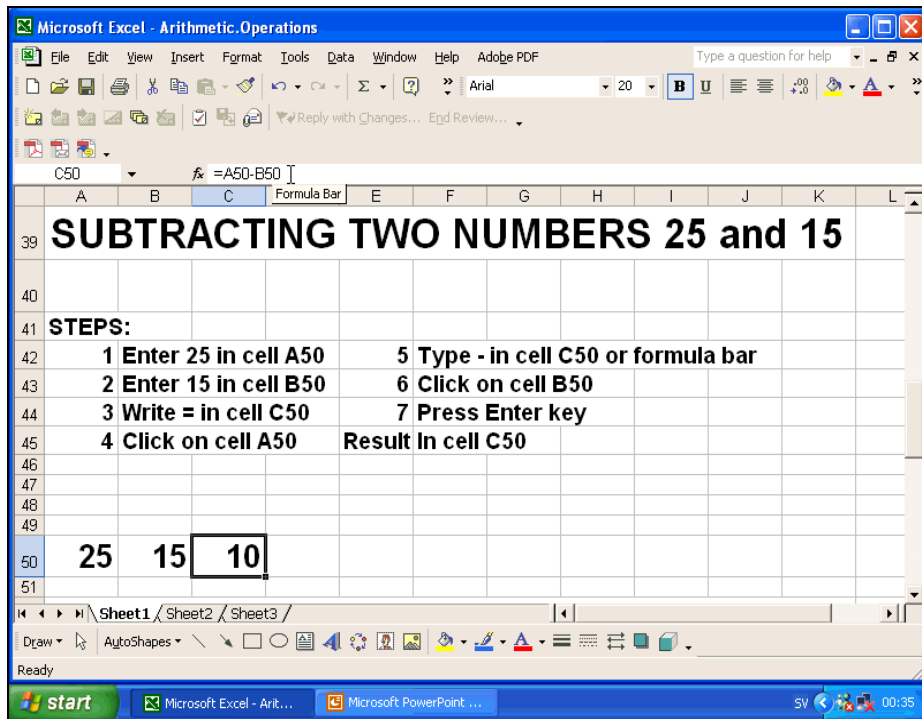 Microsoft Excel - Arithmetic.Operations
File Edit View Insert Format Tools Data Window Help Adobe PDF Type a question for help
Σ Arial 20 B U A
Reply with Changes... End Review...
C50 fx =A50-B50
Formula Bar
A B C E F G H I J K L
39 SUBTRACTING TWO NUMBERS 25 and 15
40
41 STEPS:
42 1 Enter 25 in cell A50 5 Type - in cell C50 or formula bar
43 2 Enter 15 in cell B50 6 Click on cell B50
44 3 Write = in cell C50 7 Press Enter key
45 4 Click on cell A50 Result In cell C50
46
47
48
49
50 25 15 10
51
Sheet1 Sheet2 Sheet3
Draw AutoShapes A A
Ready
start Microsoft Excel - Arit... Microsoft PowerPoint ... SV 00:35